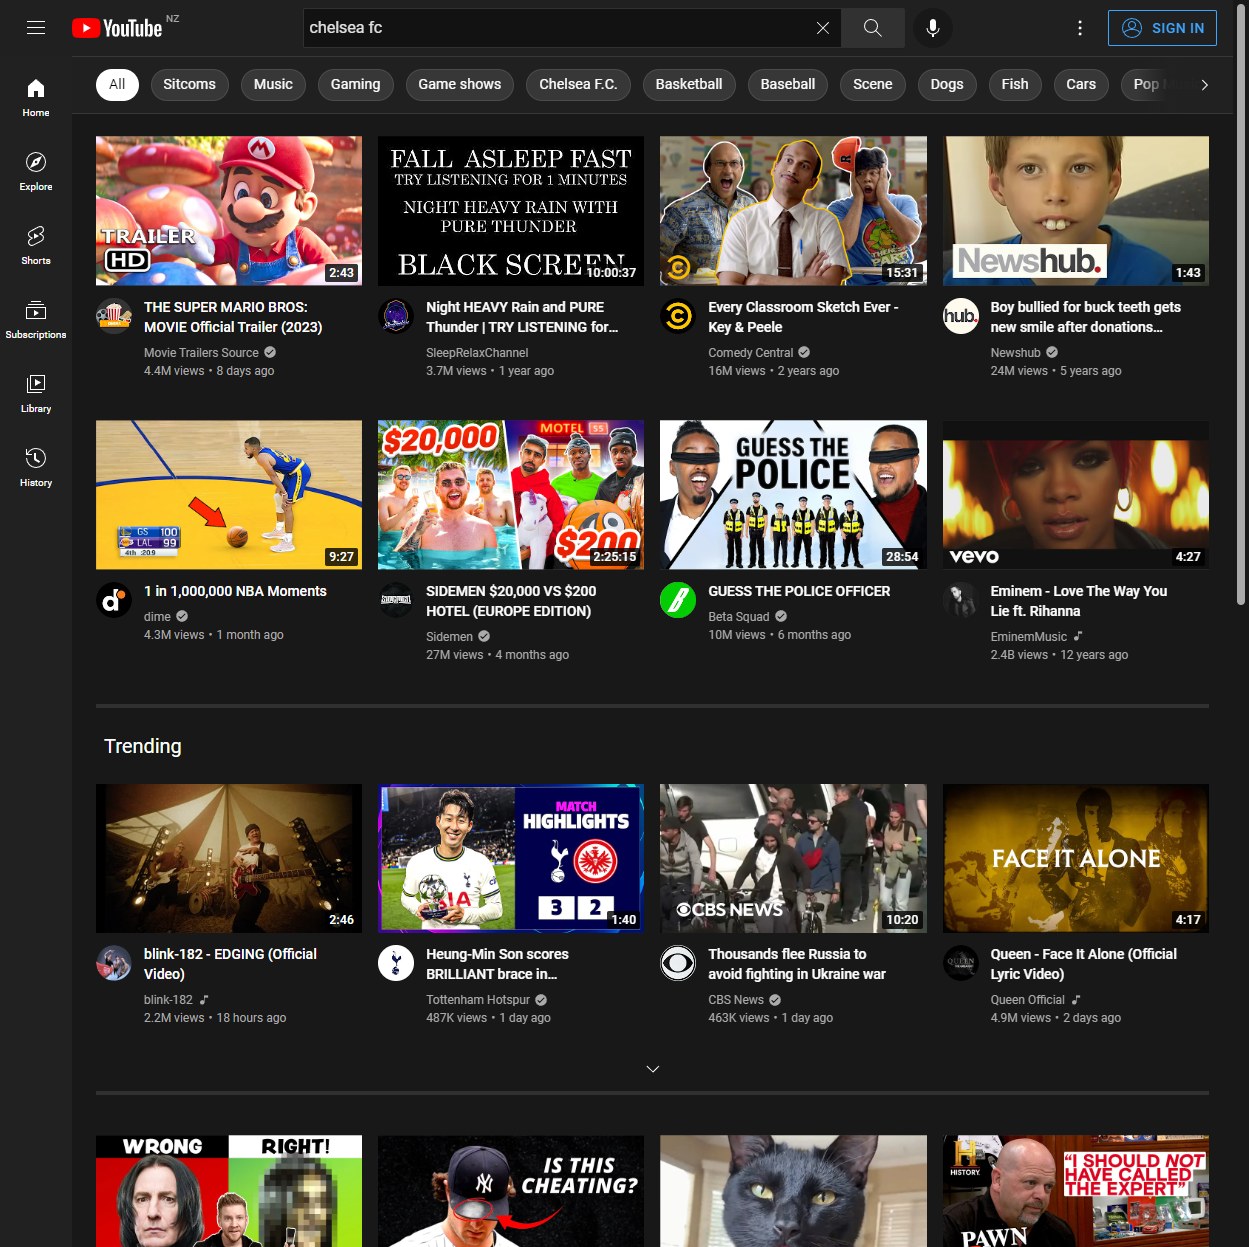 YouTube NZ
chelsea fc
SIGN IN
Home
Explore
Shorts
Subscriptions
Library
History
All Sitcoms Music Gaming Game shows Chelsea F.C. Basketball Baseball Scene Dogs Fish Cars Pop
TRAILER
HD
2:43
THE SUPER MARIO BROS:
MOVIE Official Trailer (2023)
Movie Trailers Source
4.4M views • 8 days ago
FALL ASLEEP FAST
TRY LISTENING FOR 1 MINUTES
NIGHT HEAVY RAIN WITH
PURE THUNDER
BLACK SCREEN
10:00:37
Night HEAVY Rain and PURE
Thunder | TRY LISTENING for...
SleepRelaxChannel
3.7M views • 1 year ago
15:31
Every Classroom Sketch Ever -
Key & Peele
Comedy Central
16M views • 2 years ago
Newshub.
1:43
hub.
Boy bullied for buck teeth gets
new smile after donations...
Newshub
24M views • 5 years ago
GS 100
LAL 99
4th :20.9
9:27
d
1 in 1,000,000 NBA Moments
dime
4.3M views • 1 month ago
$20,000
MOTEL $$
$200
2:25:15
SIDEMEN $20,000 VS $200
HOTEL (EUROPE EDITION)
Sidemen
27M views • 4 months ago
GUESS THE
POLICE
28:54
GUESS THE POLICE OFFICER
Beta Squad
10M views • 6 months ago
vevo
4:27
Eminem - Love The Way You
Lie ft. Rihanna
EminemMusic
2.4B views • 12 years ago
Trending
2:46
blink-182 - EDGING (Official
Video)
blink-182
2.2M views • 18 hours ago
MATCH
HIGHLIGHTS
3 2
AIA
1:40
Heung-Min Son scores
BRILLIANT brace in...
Tottenham Hotspur
487K views • 1 day ago
CBS NEWS
10:20
Thousands flee Russia to
avoid fighting in Ukraine war
CBS News
463K views • 1 day ago
FACE IT ALONE
4:17
QUEEN
Queen - Face It Alone (Official
Lyric Video)
Queen Official
4.9M views • 2 days ago
WRONG RIGHT!
IS THIS
CHEATING?
H
HISTORY
"I SHOULD NOT
HAVE CALLED
THE EXPERT"
PAWN